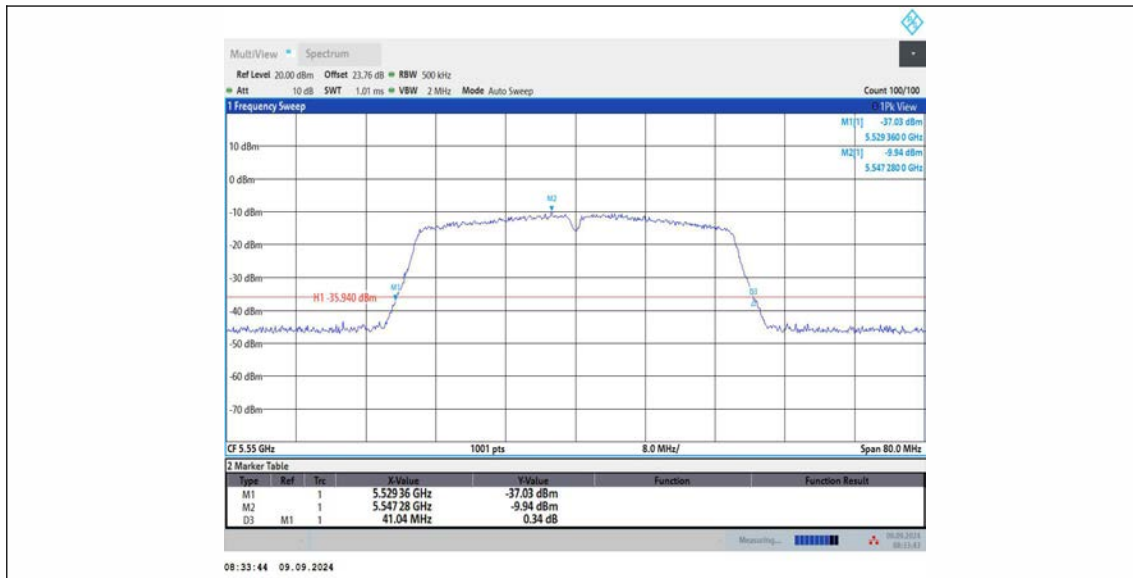 MultiView Spectrum
Ref Level 20.00 dBm Offset 23.76 dB RBW 500 kHz
Att 10 dB SWT 1.01 ms VBW 2 MHz Mode Auto Sweep Count 100/100
1 Frequency Sweep 1Pk View
M1[1] -37.03 dBm
5.529 360 0 GHz
M2[1] -9.94 dBm
5.547 280 0 GHz
10 dBm
0 dBm
M2
-10 dBm
-20 dBm
-30 dBm
M1
D3
H1 -35.940 dBm
-40 dBm
-50 dBm
-60 dBm
-70 dBm
CF 5.55 GHz 1001 pts 8.0 MHz/ Span 80.0 MHz
2 Marker Table
Type Ref Trc X-Value Y-Value Function Function Result
M1 1 5.529 36 GHz -37.03 dBm
M2 1 5.547 28 GHz -9.94 dBm
D3 M1 1 41.04 MHz 0.34 dB
Measuring... 09.09.2024
08:33:43
08:33:44 09.09.2024